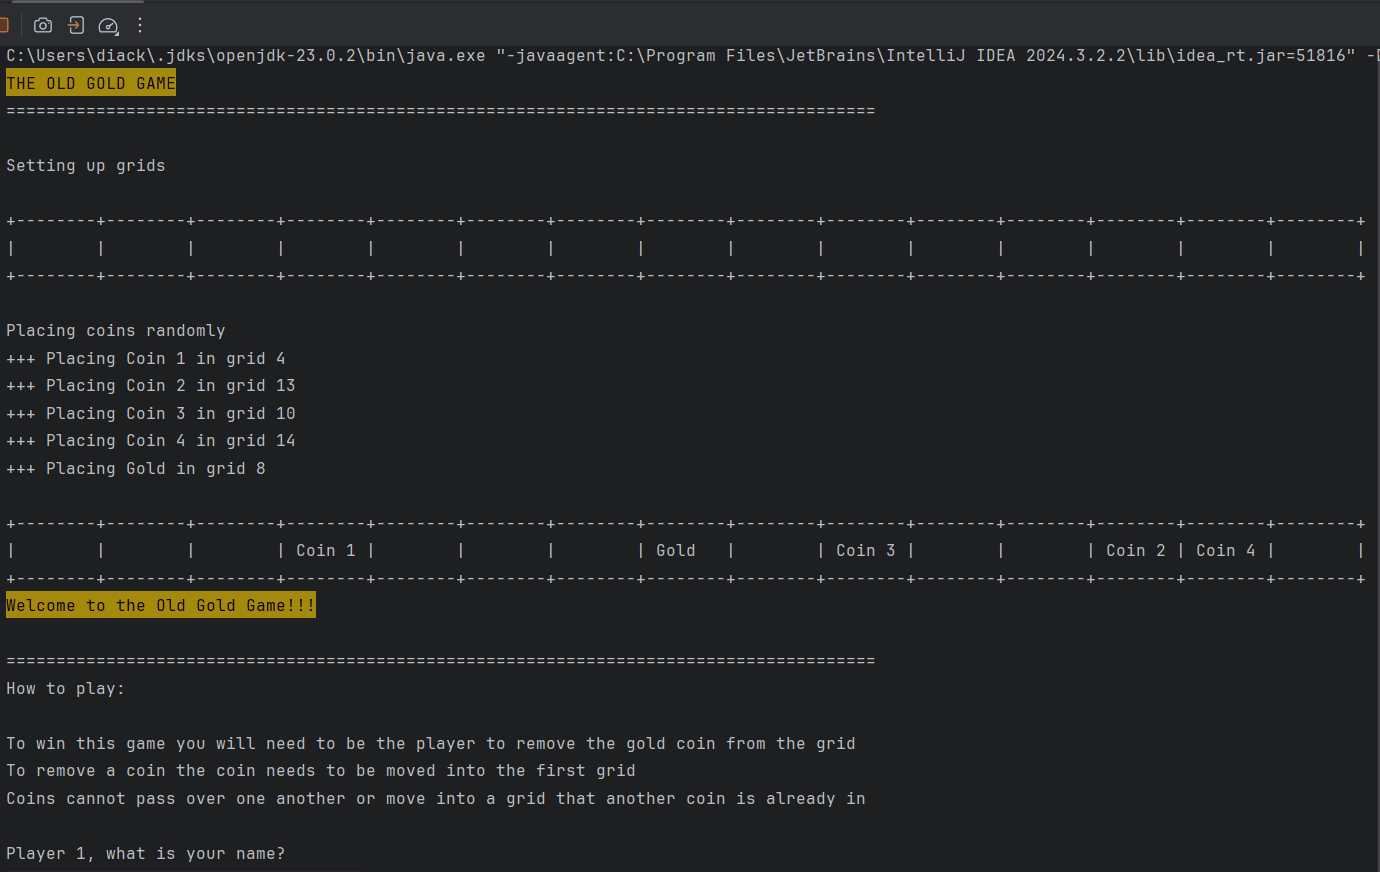 C:\Users\diack\.jdks\openjdk-23.0.2\bin\java.exe "-javaagent:C:\Program Files\JetBrains\IntelliJ IDEA 2024.3.2.2\lib\idea_rt.jar=51816" -
THE OLD GOLD GAME
=======================================================================================
Setting up grids
+--------+--------+--------+--------+--------+--------+--------+--------+--------+--------+--------+--------+--------+--------+--------+
|        |        |        |        |        |        |        |        |        |        |        |        |        |        |        |
+--------+--------+--------+--------+--------+--------+--------+--------+--------+--------+--------+--------+--------+--------+--------+
Placing coins randomly
+++ Placing Coin 1 in grid 4
+++ Placing Coin 2 in grid 13
+++ Placing Coin 3 in grid 10
+++ Placing Coin 4 in grid 14
+++ Placing Gold in grid 8
+--------+--------+--------+--------+--------+--------+--------+--------+--------+--------+--------+--------+--------+--------+--------+
|        |        |        | Coin 1 |        |        |        | Gold   |        | Coin 3 |        |        | Coin 2 | Coin 4 |        |
+--------+--------+--------+--------+--------+--------+--------+--------+--------+--------+--------+--------+--------+--------+--------+
Welcome to the Old Gold Game!!!
=======================================================================================
How to play:
To win this game you will need to be the player to remove the gold coin from the grid
To remove a coin the coin needs to be moved into the first grid
Coins cannot pass over one another or move into a grid that another coin is already in
Player 1, what is your name?